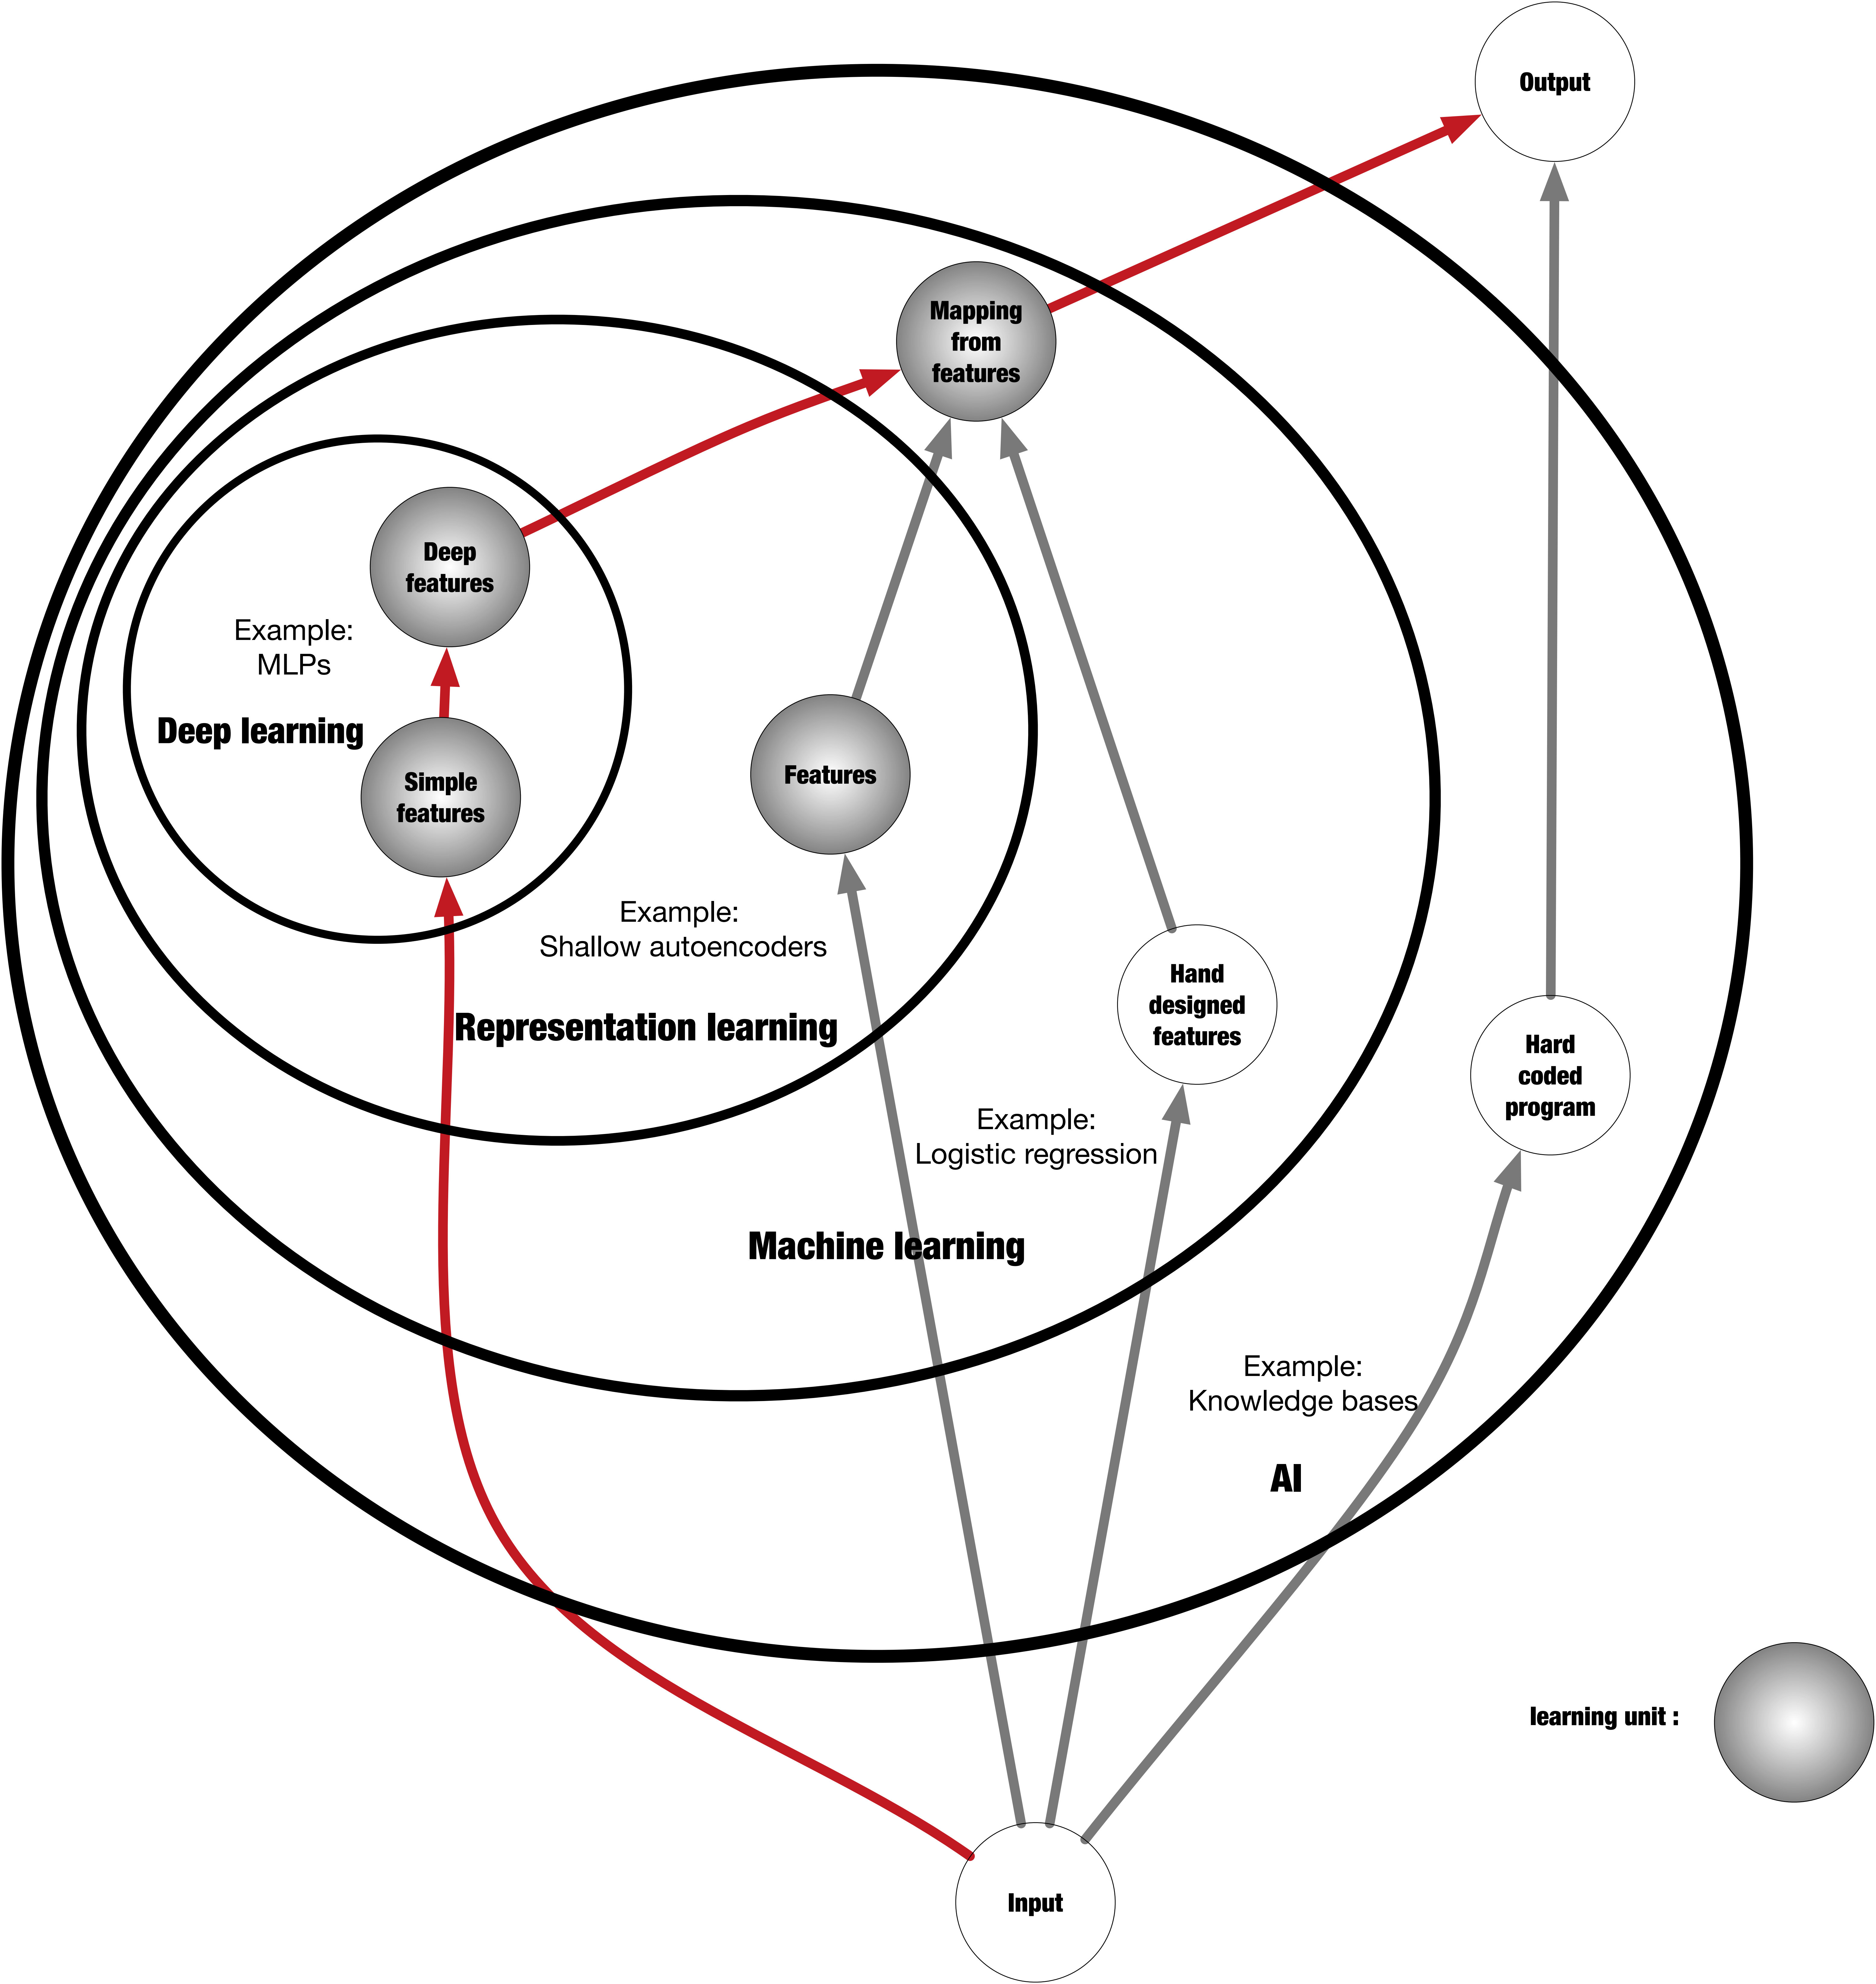 Output
Mapping
from
features
Deep
features
Example:
MLPs
Deep learning
Simple
features
Features
Example:
Shallow autoencoders
Representation learning
Hand
designed
features
Hard
coded
program
Example:
Logistic regression
Machine learning
Example:
Knowledge bases
AI
learning unit :
Input